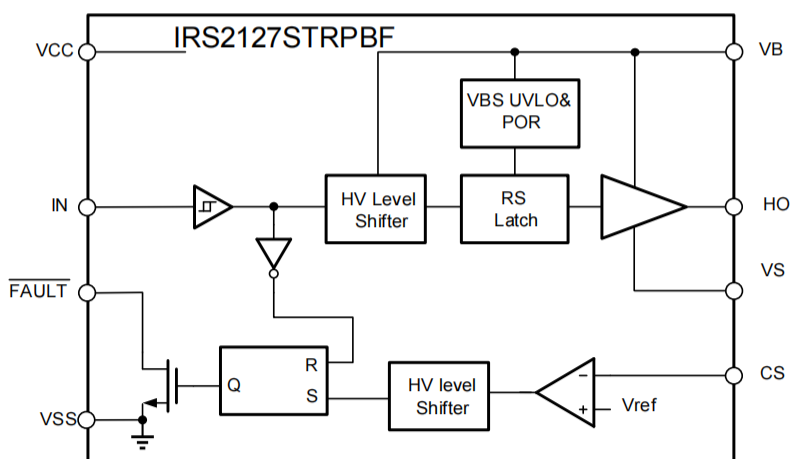 IRS2127STRPBF
VCC
VB
VBS UVLO&
POR
IN
HV Level
Shifter
RS
Latch
HO
FAULT
VS
R
Q
S
HV level
Shifter
−
+
Vref
CS
VSS